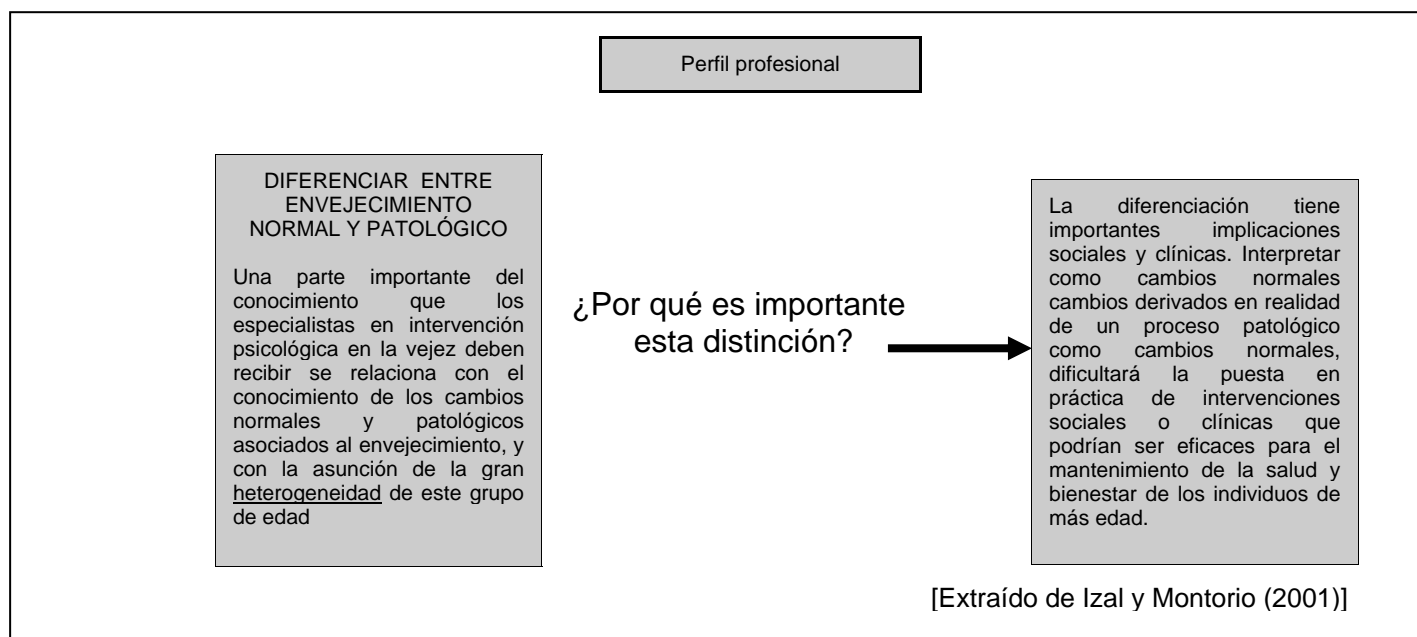 Perfil profesional
DIFERENCIAR ENTRE
ENVEJECIMIENTO
NORMAL Y PATOLÓGICO
Una parte importante del
conocimiento que los
especialistas en intervención
psicológica en la vejez deben
recibir se relaciona con el
conocimiento de los cambios
normales y patológicos
asociados al envejecimiento, y
con la asunción de la gran
heterogeneidad de este grupo
de edad
¿Por qué es importante
esta distinción?
La diferenciación tiene
importantes implicaciones
sociales y clínicas. Interpretar
como cambios normales
cambios derivados en realidad
de un proceso patológico
como cambios normales,
dificultará la puesta en
práctica de intervenciones
sociales o clínicas que
podrían ser eficaces para el
mantenimiento de la salud y
bienestar de los individuos de
más edad.
[Extraído de Izal y Montorio (2001)]